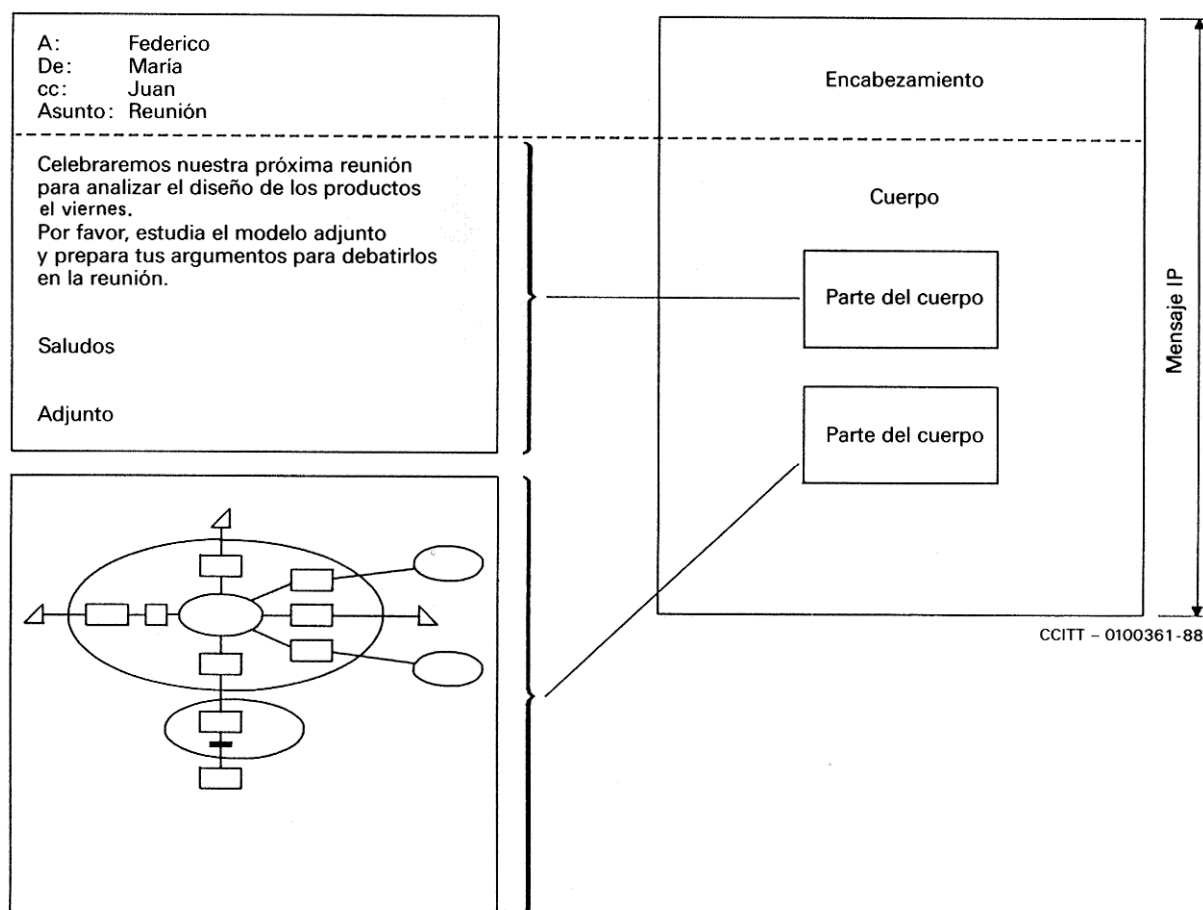 A: Federico
De: María
cc: Juan
Asunto: Reunión
Celebraremos nuestra próxima reunión
para analizar el diseño de los productos
el viernes.
Por favor, estudia el modelo adjunto
y prepara tus argumentos para debatirlos
en la reunión.
Saludos
Adjunto
Encabezamiento
Cuerpo
Parte del cuerpo
Parte del cuerpo
Mensaje IP
CCITT – 0100361-88